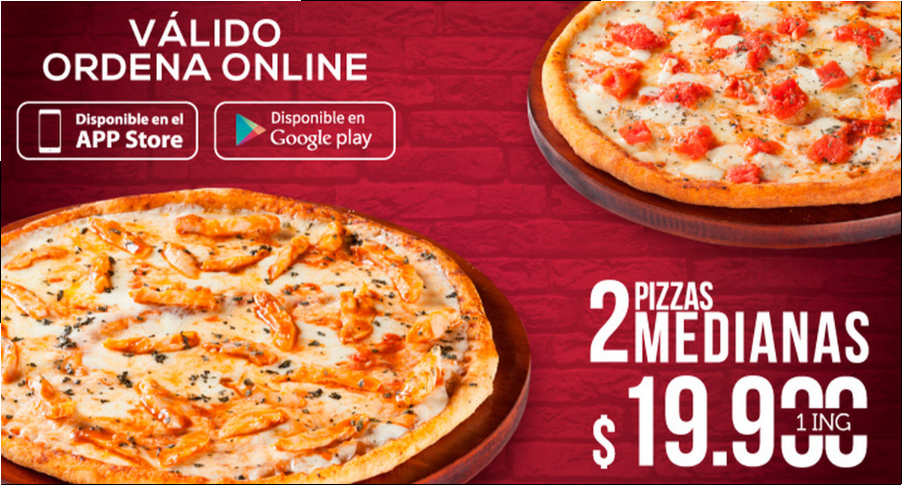 VÁLIDO
ORDENA ONLINE
Disponible en el
APP Store
Disponible en
Google play
2 PIZZAS
MEDIANAS
$ 19.900
1 ING